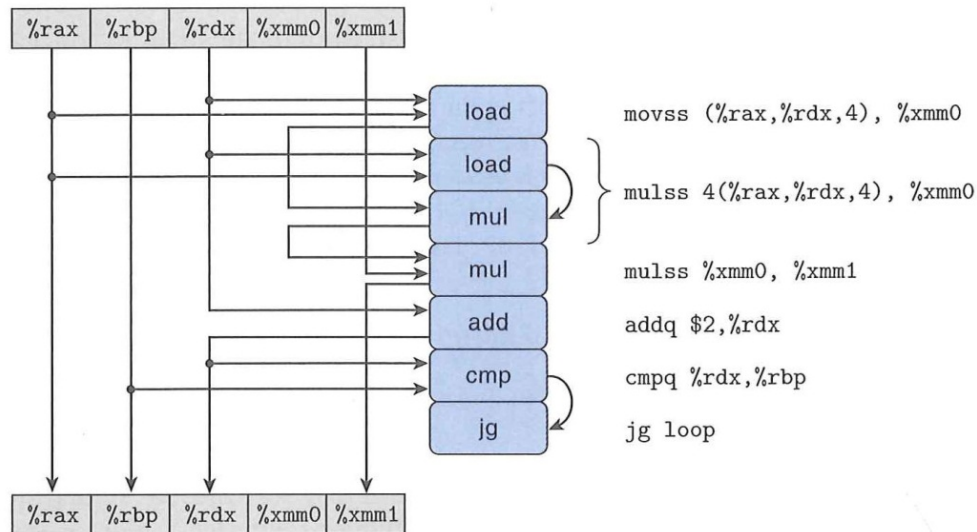 %rax %rbp %rdx %xmm0 %xmm1
load movss (%rax,%rdx,4), %xmm0
load
mulss 4(%rax,%rdx,4), %xmm0
mul
mul mulss %xmm0, %xmm1
add addq $2,%rdx
cmp cmpq %rdx,%rbp
jg jg loop
%rax %rbp %rdx %xmm0 %xmm1